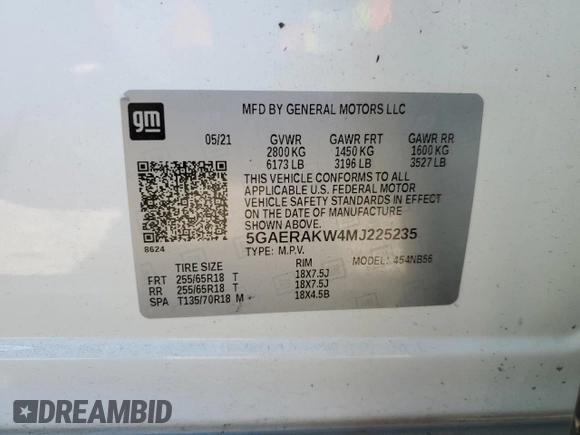 gm
MFD BY GENERAL MOTORS LLC
05/21 GVWR GAWR FRT GAWR RR
2800 KG 1450 KG 1600 KG
6173 LB 3196 LB 3527 LB
THIS VEHICLE CONFORMS TO ALL
APPLICABLE U.S. FEDERAL MOTOR
VEHICLE SAFETY STANDARDS IN EFFECT
ON THE DATE OF MANUFACTURE
SHOWN ABOVE.
8624
5GAERAKW4MJ225235
TYPE: M.P.V. MODEL: 454NB56
TIRE SIZE RIM
FRT 255/65R18 T 18X7.5J
RR 255/65R18 T 18X7.5J
SPA T135/70R18 M 18X4.5B
DREAMBID